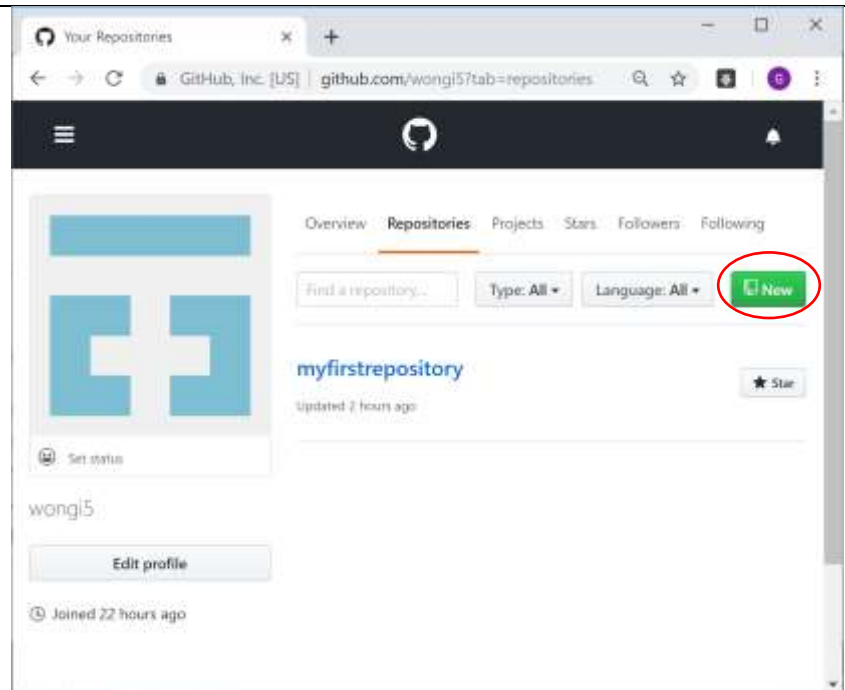 Your Repositories
GitHub, Inc. [US] | github.com/wongi5?tab=repositories
G
Overview Repositories Projects Stars Followers Following
Find a repository... Type: All Language: All New
myfirstrepository
Star
Updated 2 hours ago
Set status
wongi5
Edit profile
Joined 22 hours ago